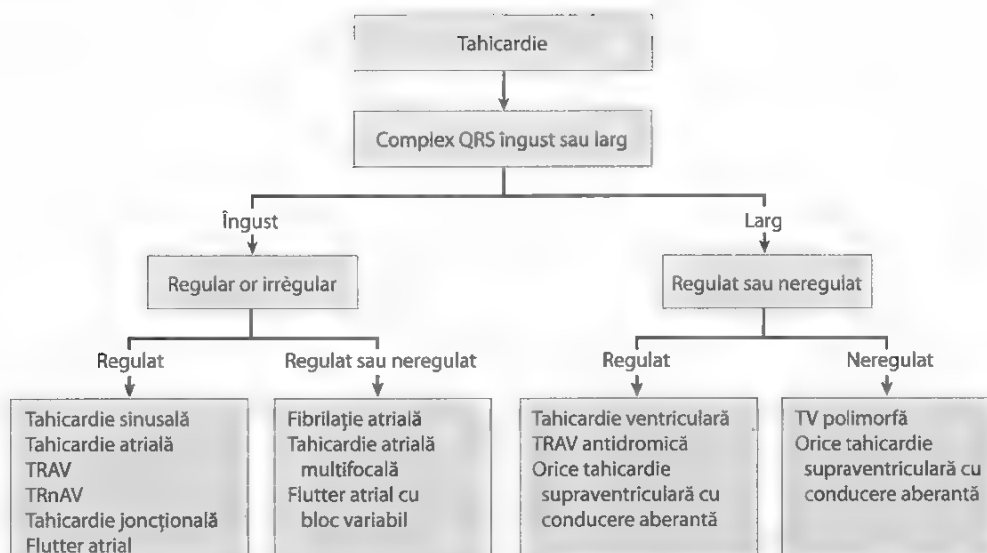 Tahicardie
Complex QRS îngust sau larg
Îngust
Larg
Regular or irrègular
Regulat sau neregulat
Regulat
Regulat sau neregulat
Regulat
Neregulat
Tahicardie sinusală
Tahicardie atrială
TRAV
TRnAV
Tahicardie joncțională
Flutter atrial
Fibrilație atrială
Tahicardie atrială
multifocală
Flutter atrial cu
bloc variabil
Tahicardie ventriculară
TRAV antidromică
Orice tahicardie
supraventriculară cu
conducere aberantă
TV polimorfă
Orice tahicardie
supraventriculară cu
conducere aberantă